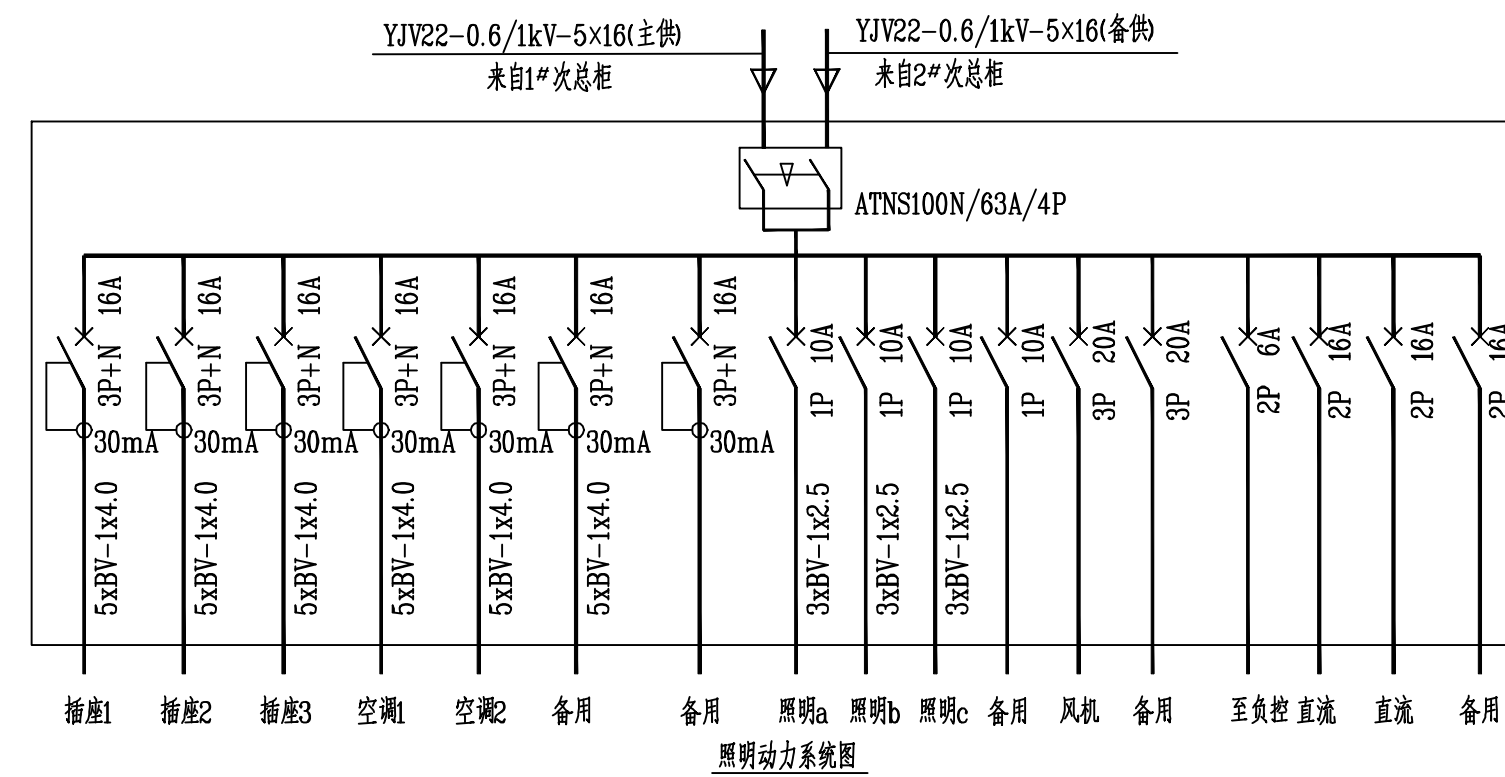 YJV22-0.6/1kV-5×16(主供)
来自1#次总柜
YJV22-0.6/1kV-5×16(备供)
来自2#次总柜
ATNS100N/63A/4P
16A 16A 16A 16A 16A 16A 16A 10A 10A 10A 10A 20A 20A 6A 16A 16A 16A
3P+N 3P+N 3P+N 3P+N 3P+N 3P+N 3P+N 1P 1P 1P 1P 3P 3P 2P 2P 2P 2P
30mA 30mA 30mA 30mA 30mA 30mA 30mA
5xBV-1x4.0 5xBV-1x4.0 5xBV-1x4.0 5xBV-1x4.0 5xBV-1x4.0 5xBV-1x4.0 3xBV-1x2.5 3xBV-1x2.5 3xBV-1x2.5
插座1 插座2 插座3 空调1 空调2 备用 备用 照明a 照明b 照明c 备用 风机 备用 至负控 直流 直流 备用
照明动力系统图